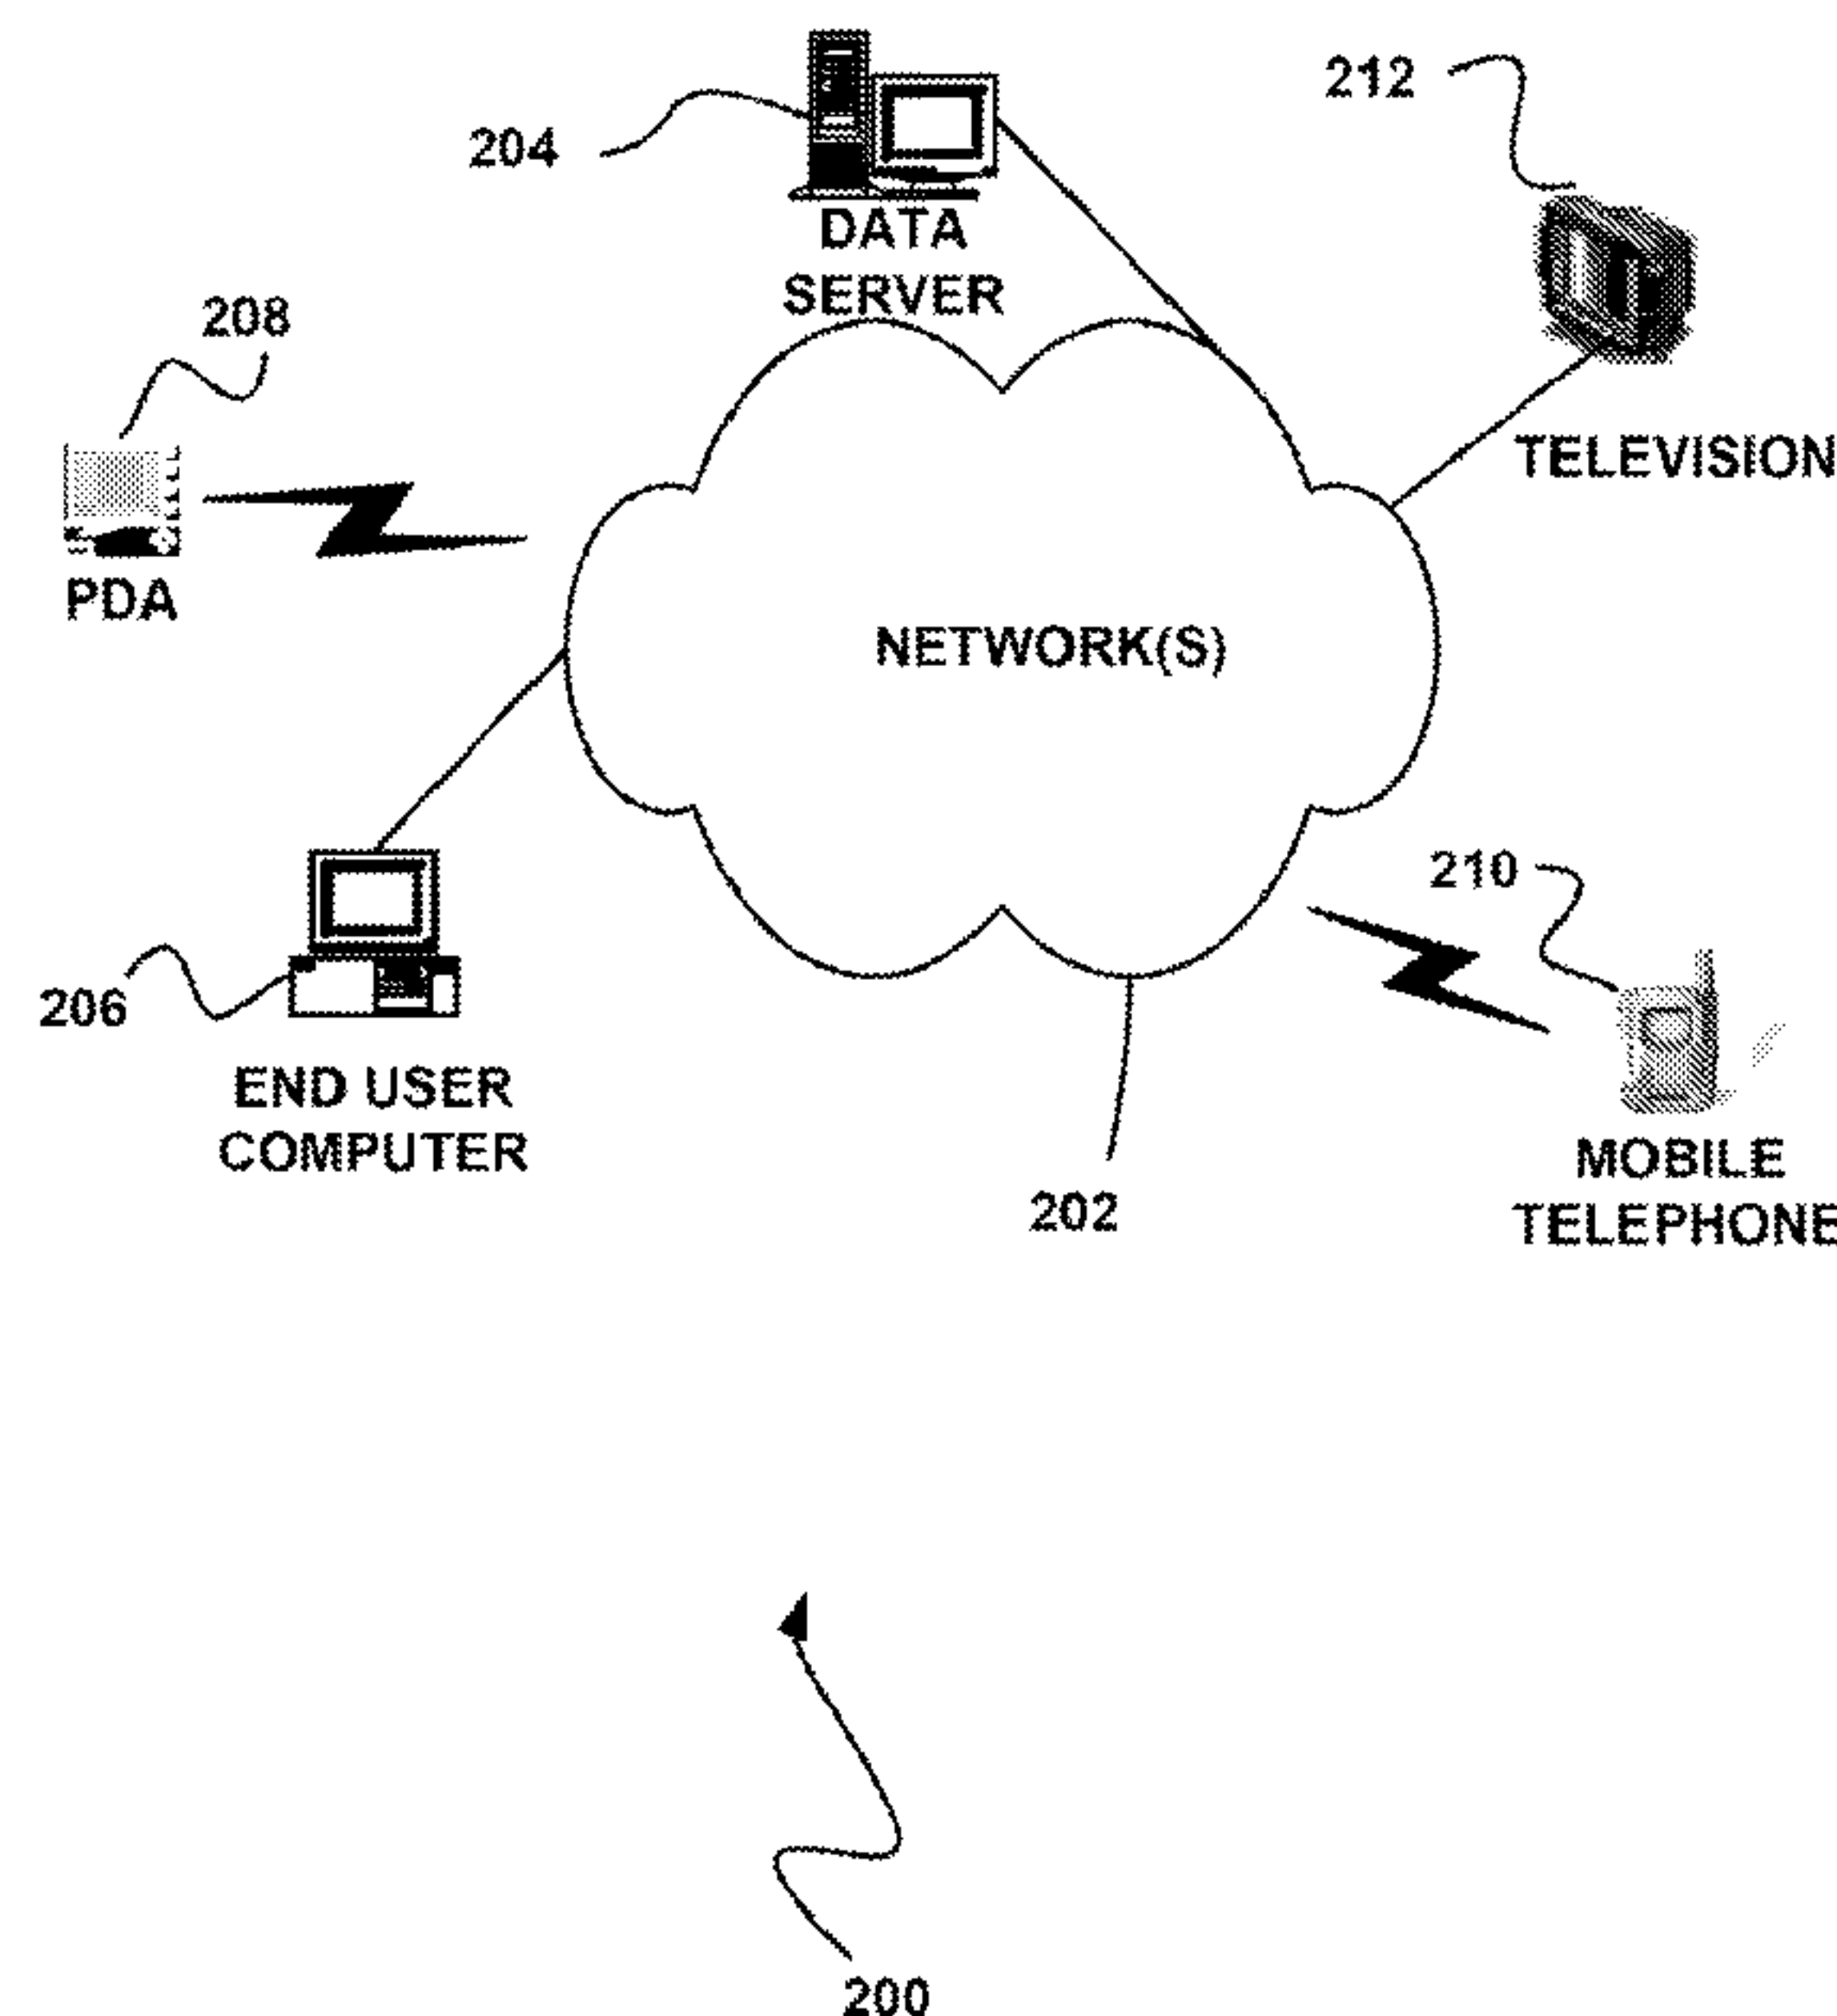 204
DATA
SERVER
212
TELEVISION
208
PDA
NETWORK(S)
206
END USER
COMPUTER
210
MOBILE
TELEPHONE
202
200